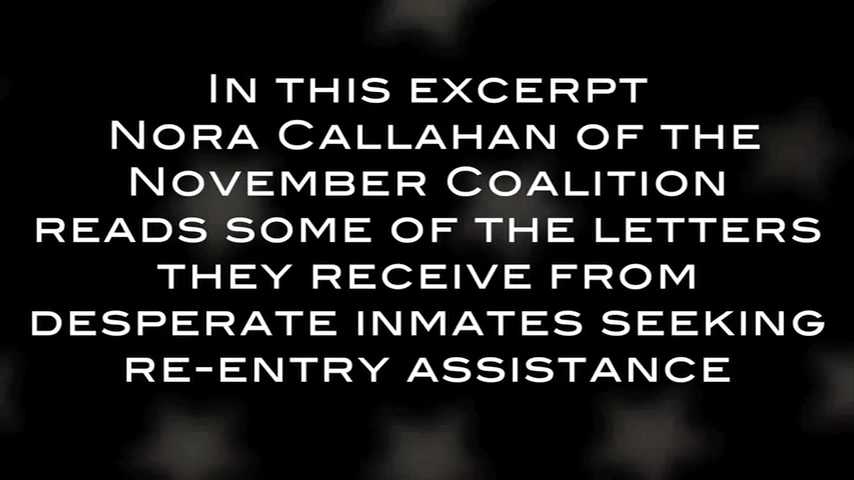 In this excerpt
Nora Callahan of the
November Coalition
reads some of the letters
they receive from
desperate inmates seeking
re-entry assistance